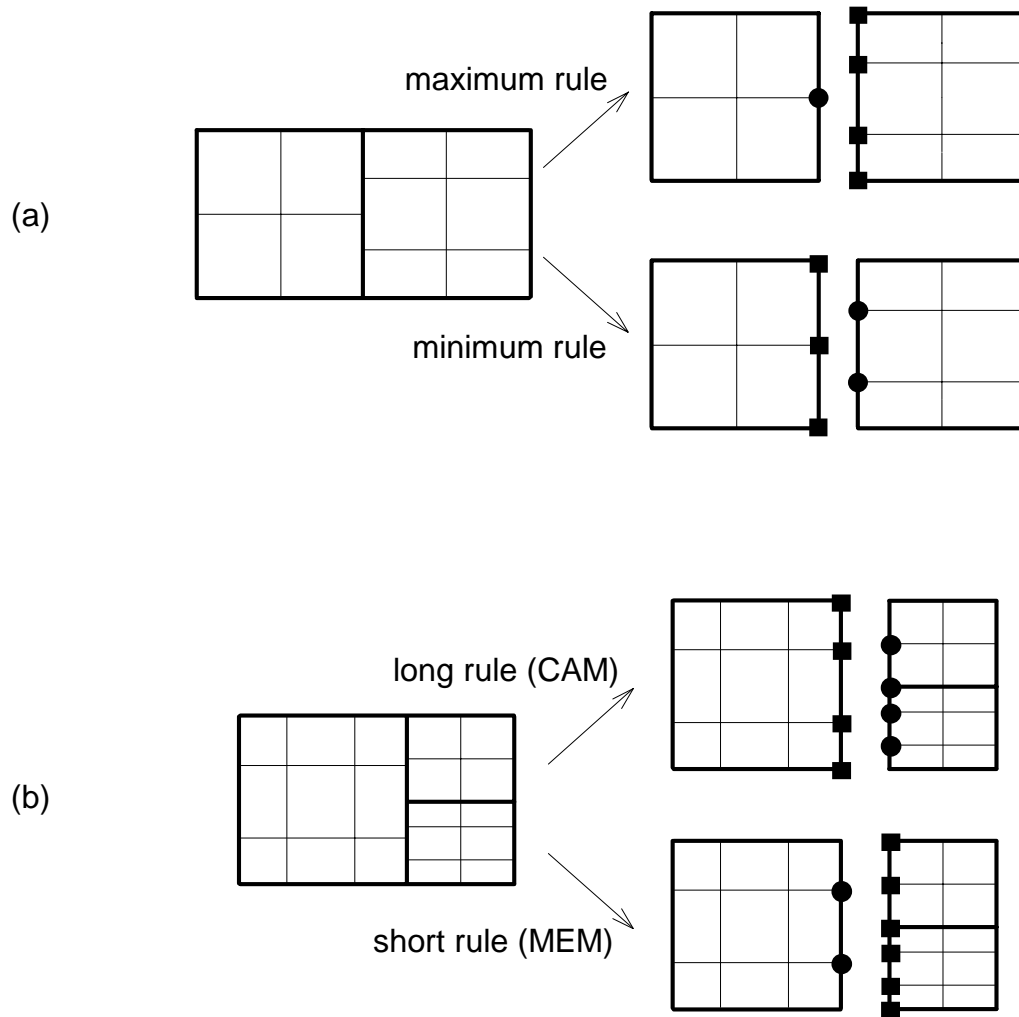 maximum rule
(a)
minimum rule
long rule (CAM)
(b)
short rule (MEM)